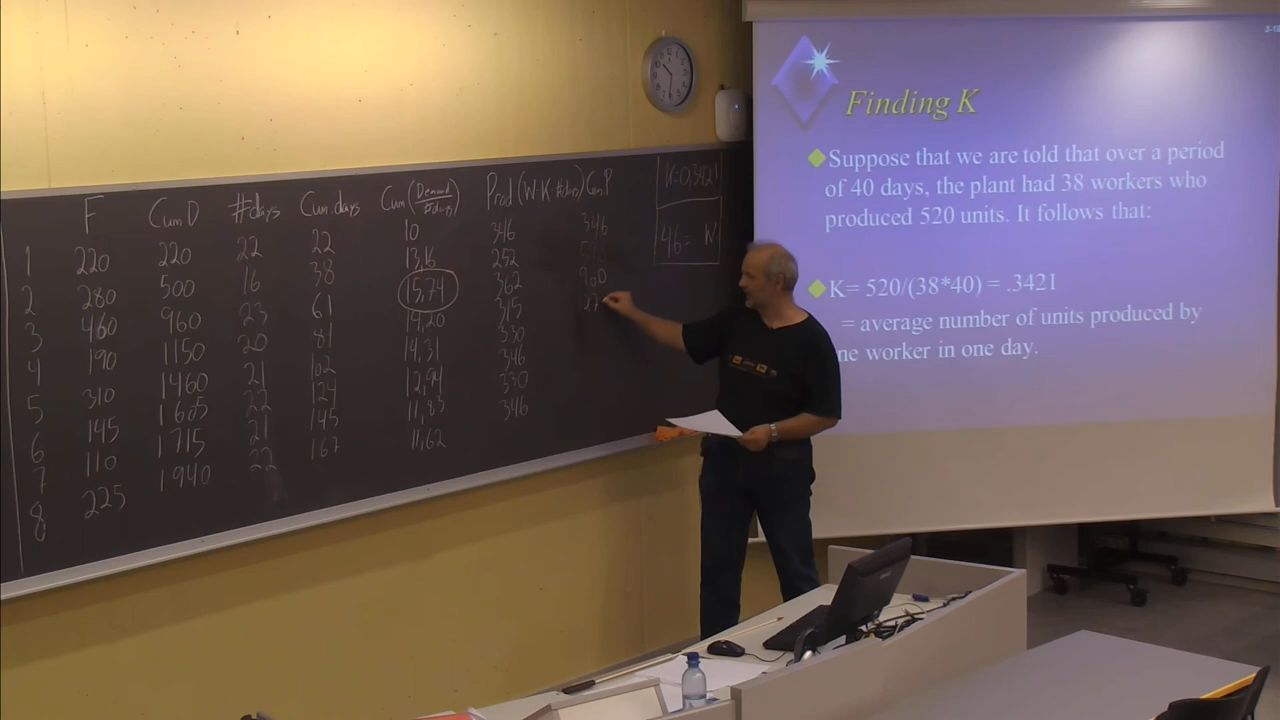 F Cum D #days Cum. days Cum (Demand/#days) Prod (W·K #days) Cum. P
1 220 220 22 22 10 346 346
2 280 500 16 38 13,16 252
3 460 960 23 61 15,74 362 960
4 190 1150 20 81 14,20 315
5 310 1460 21 102 14,31 330
6 145 1605 22 124 12,94 346
7 110 1715 21 145 11,83 330
8 225 1940 22 167 11,62 346
K=0,3421
46= W
Finding K
Suppose that we are told that over a period
of 40 days, the plant had 38 workers who
produced 520 units. It follows that:
K= 520/(38*40) = .3421
= average number of units produced by
ne worker in one day.